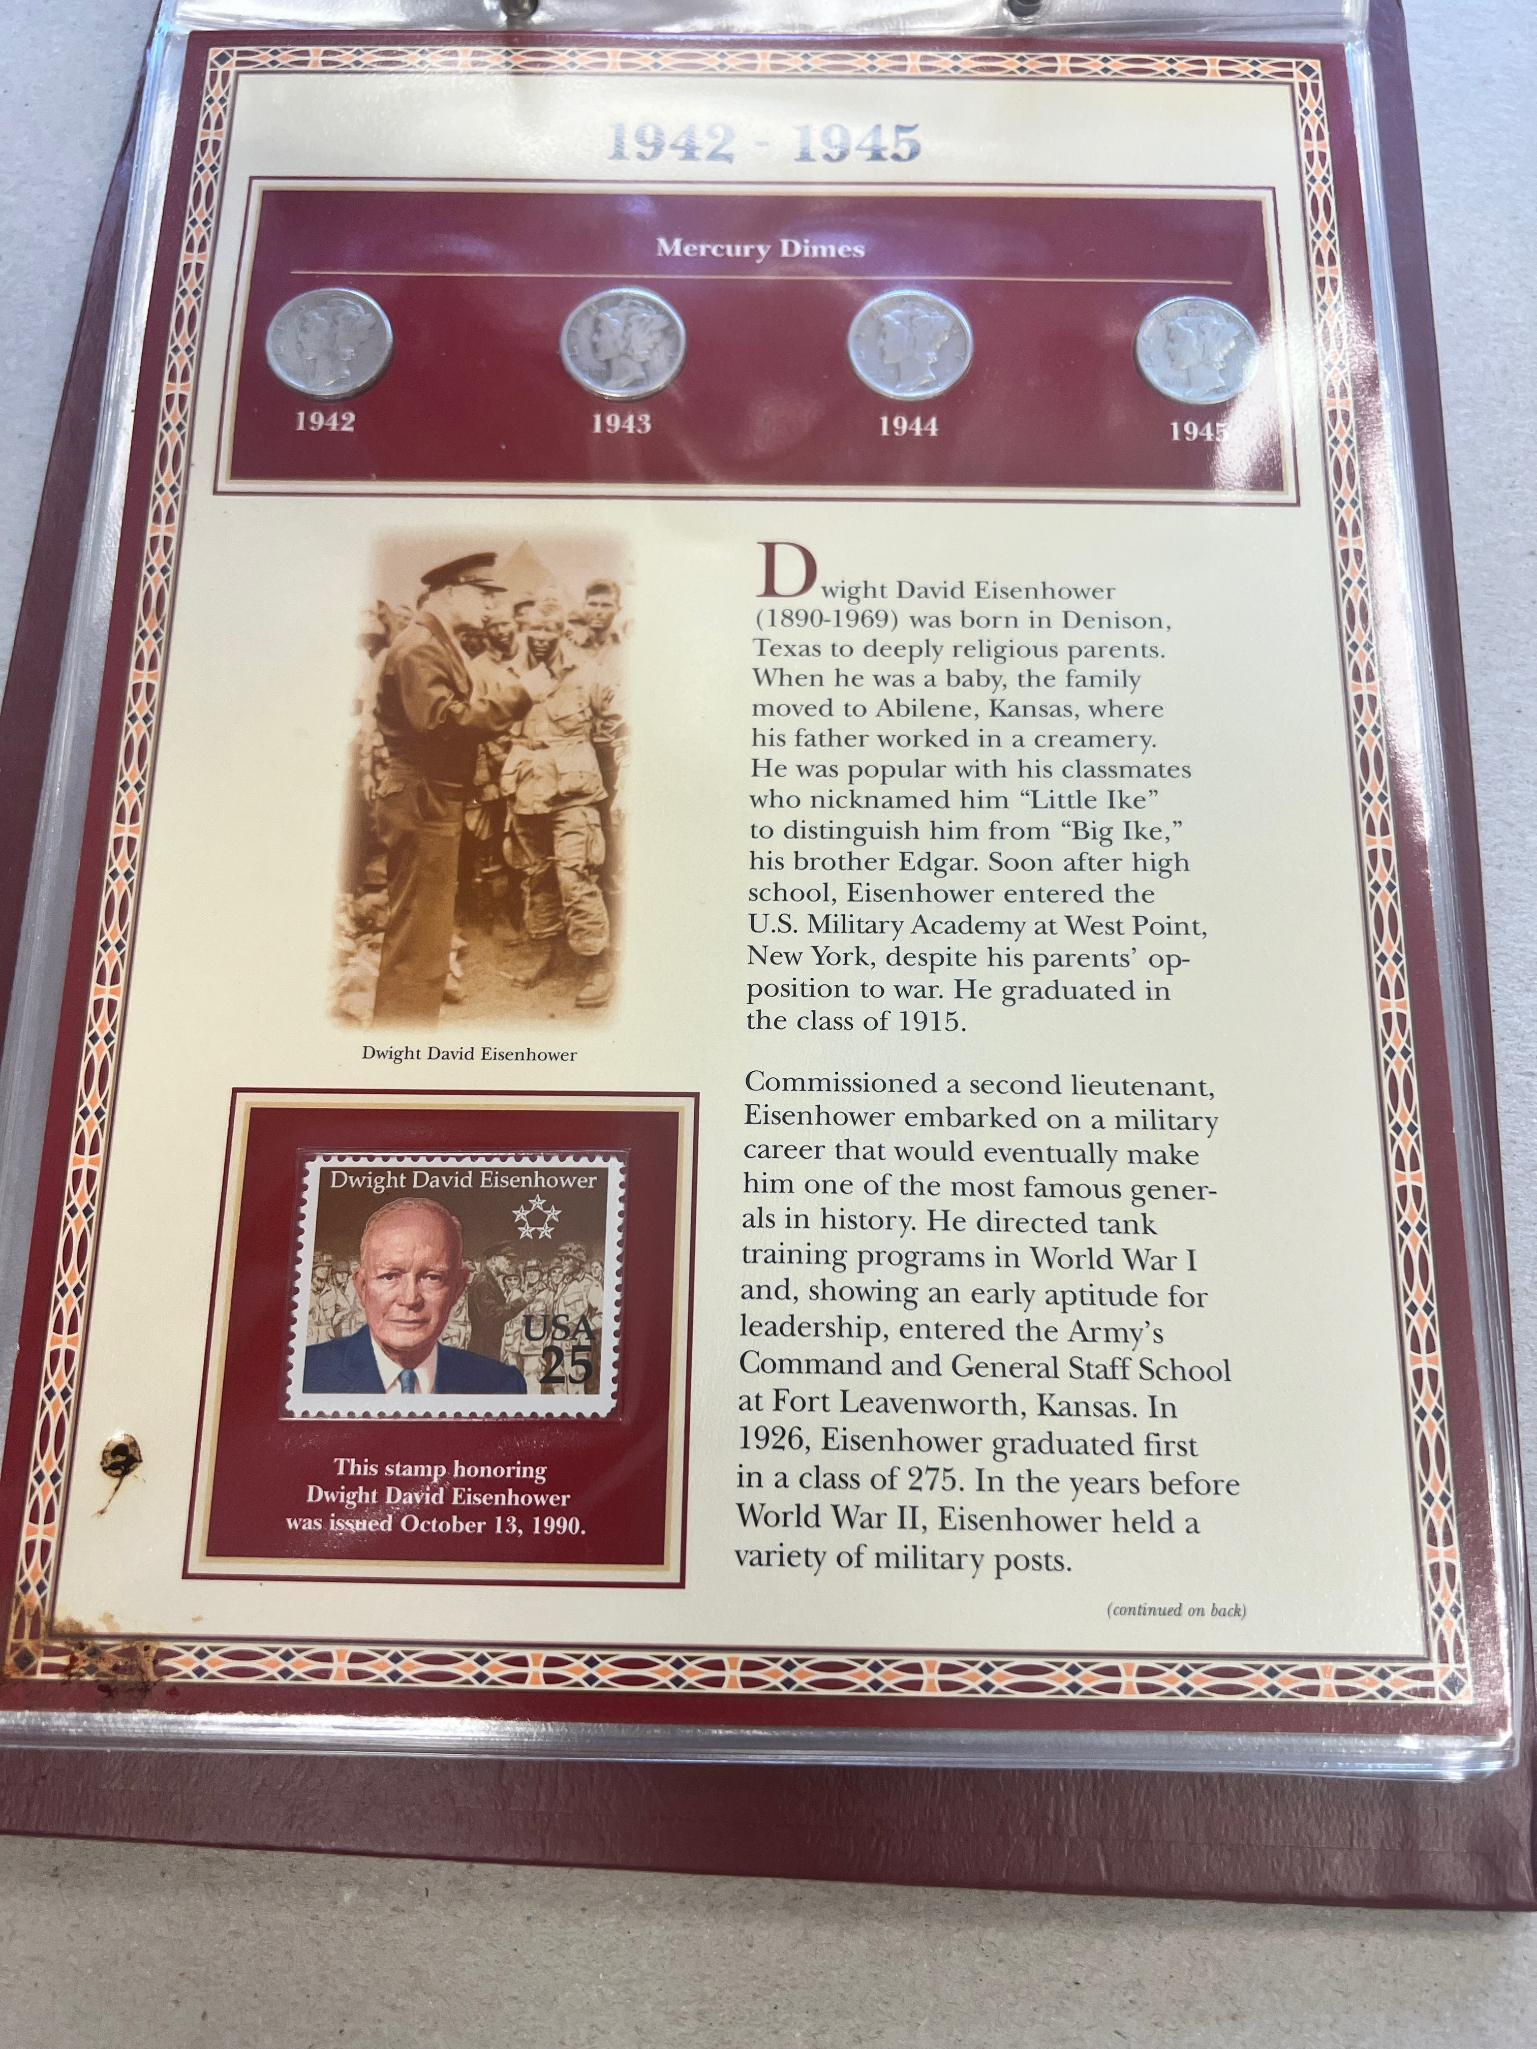 1942 - 1945
Mercury Dimes
1942
1943
1944
1945
Dwight David Eisenhower
(1890-1969) was born in Denison,
Texas to deeply religious parents.
When he was a baby, the family
moved to Abilene, Kansas, where
his father worked in a creamery.
He was popular with his classmates
who nicknamed him “Little Ike”
to distinguish him from “Big Ike,”
his brother Edgar. Soon after high
school, Eisenhower entered the
U.S. Military Academy at West Point,
New York, despite his parents’ op-
position to war. He graduated in
the class of 1915.
Commissioned a second lieutenant,
Eisenhower embarked on a military
career that would eventually make
him one of the most famous gener-
als in history. He directed tank
training programs in World War I
and, showing an early aptitude for
leadership, entered the Army’s
Command and General Staff School
at Fort Leavenworth, Kansas. In
1926, Eisenhower graduated first
in a class of 275. In the years before
World War II, Eisenhower held a
variety of military posts.
(continued on back)
Dwight David Eisenhower
Dwight David Eisenhower
USA
25
This stamp honoring
Dwight David Eisenhower
was issued October 13, 1990.